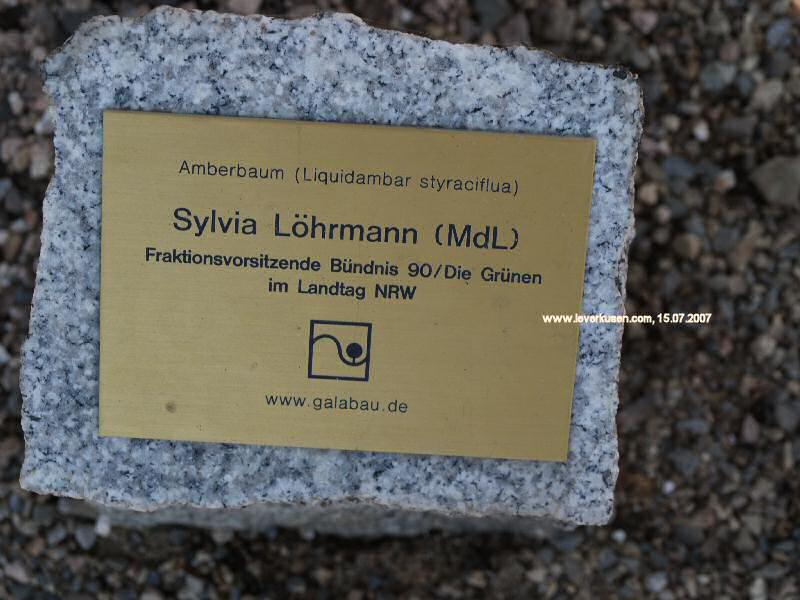 Amberbaum (Liquidambar styraciflua)
Sylvia Löhrmann (MdL)
Fraktionsvorsitzende Bündnis 90/Die Grünen
im Landtag NRW
www.leverkusen.com, 15.07.2007
www.galabau.de